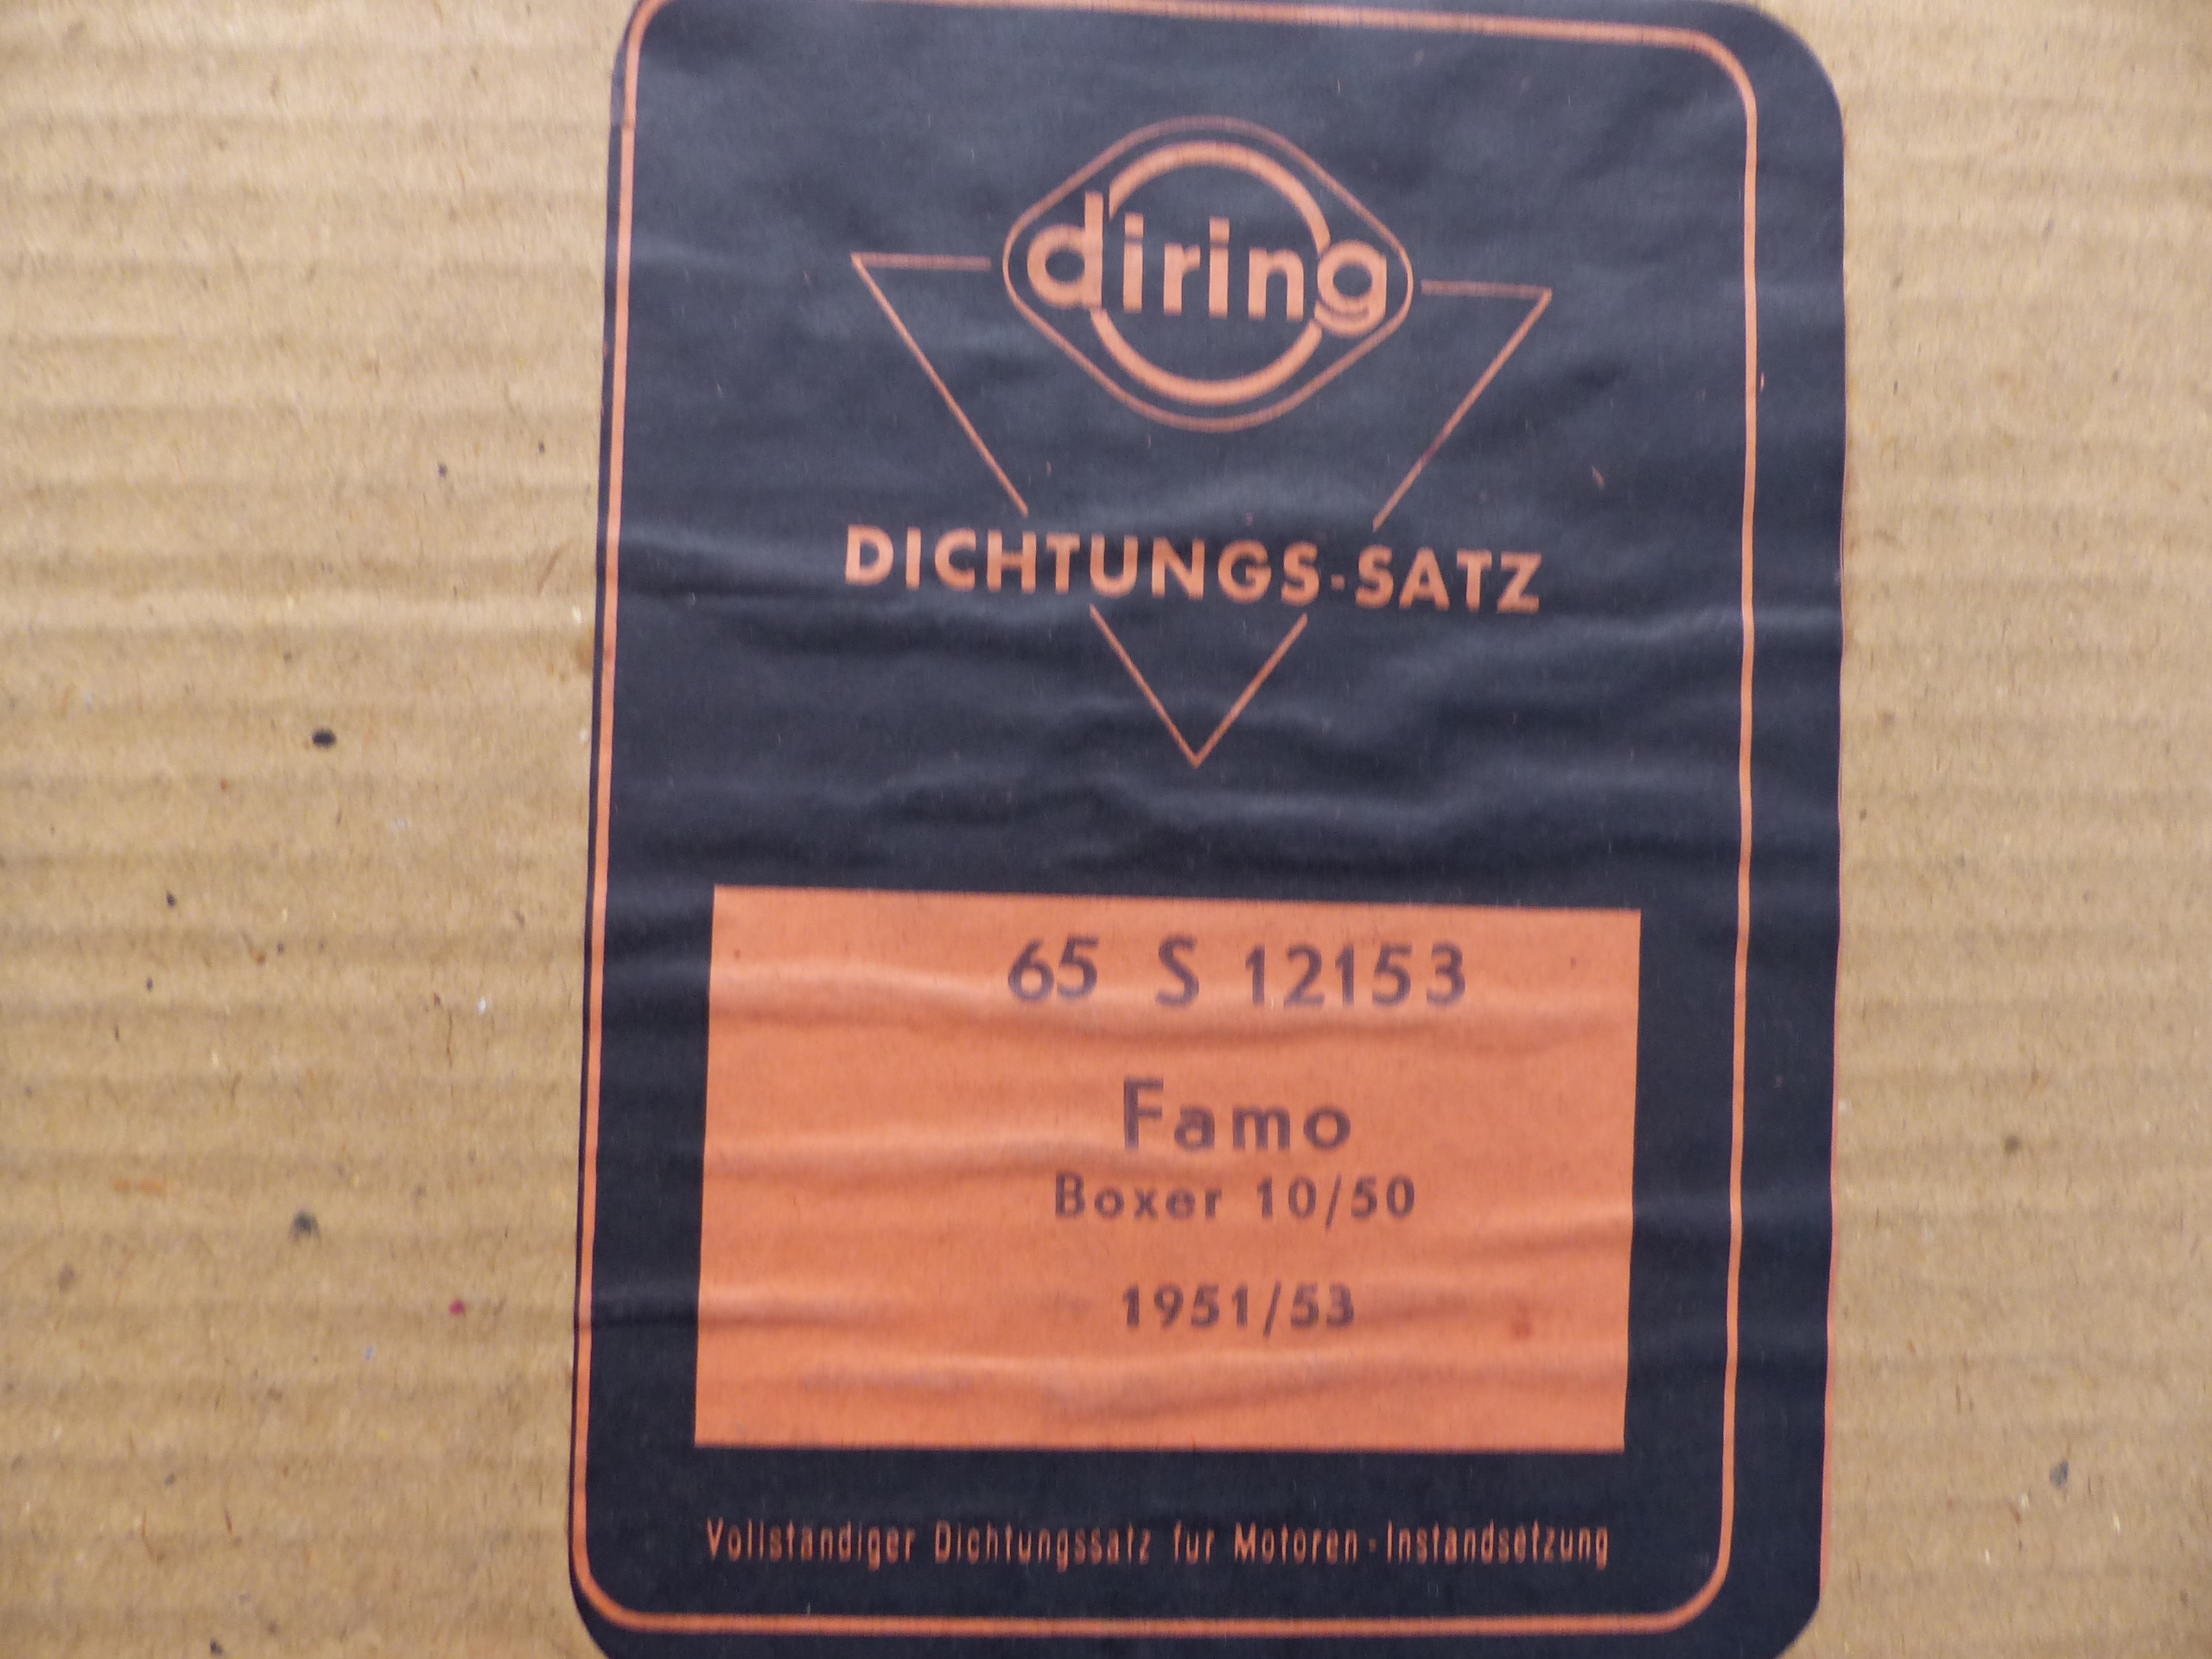 diring
DICHTUNGS-SATZ
65 S 12153
Famo
Boxer 10/50
1951/53
Vollständiger Dichtungssatz für Motoren-Instandsetzung